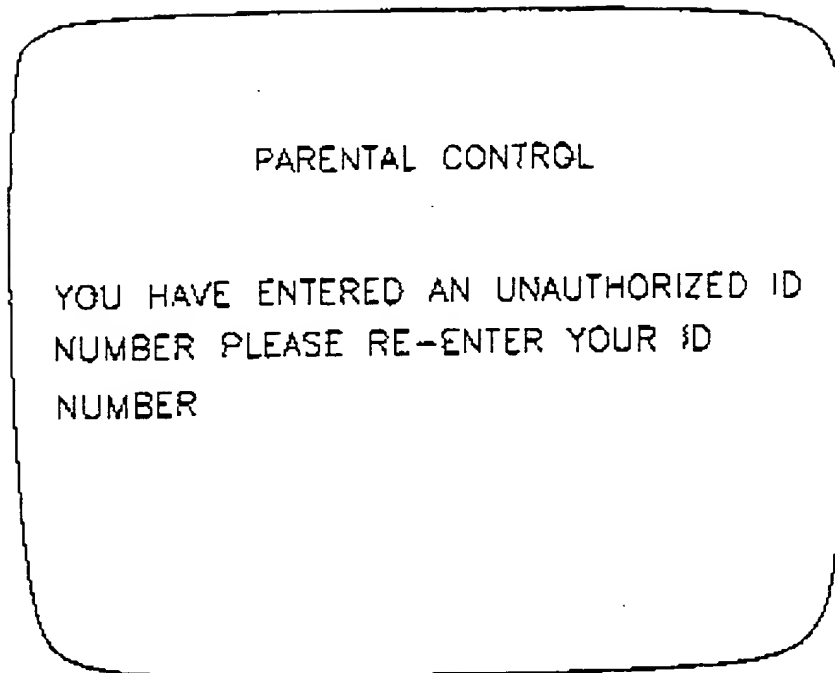 PARENTAL CONTROL
YOU HAVE ENTERED AN UNAUTHORIZED ID
NUMBER PLEASE RE-ENTER YOUR ID
NUMBER